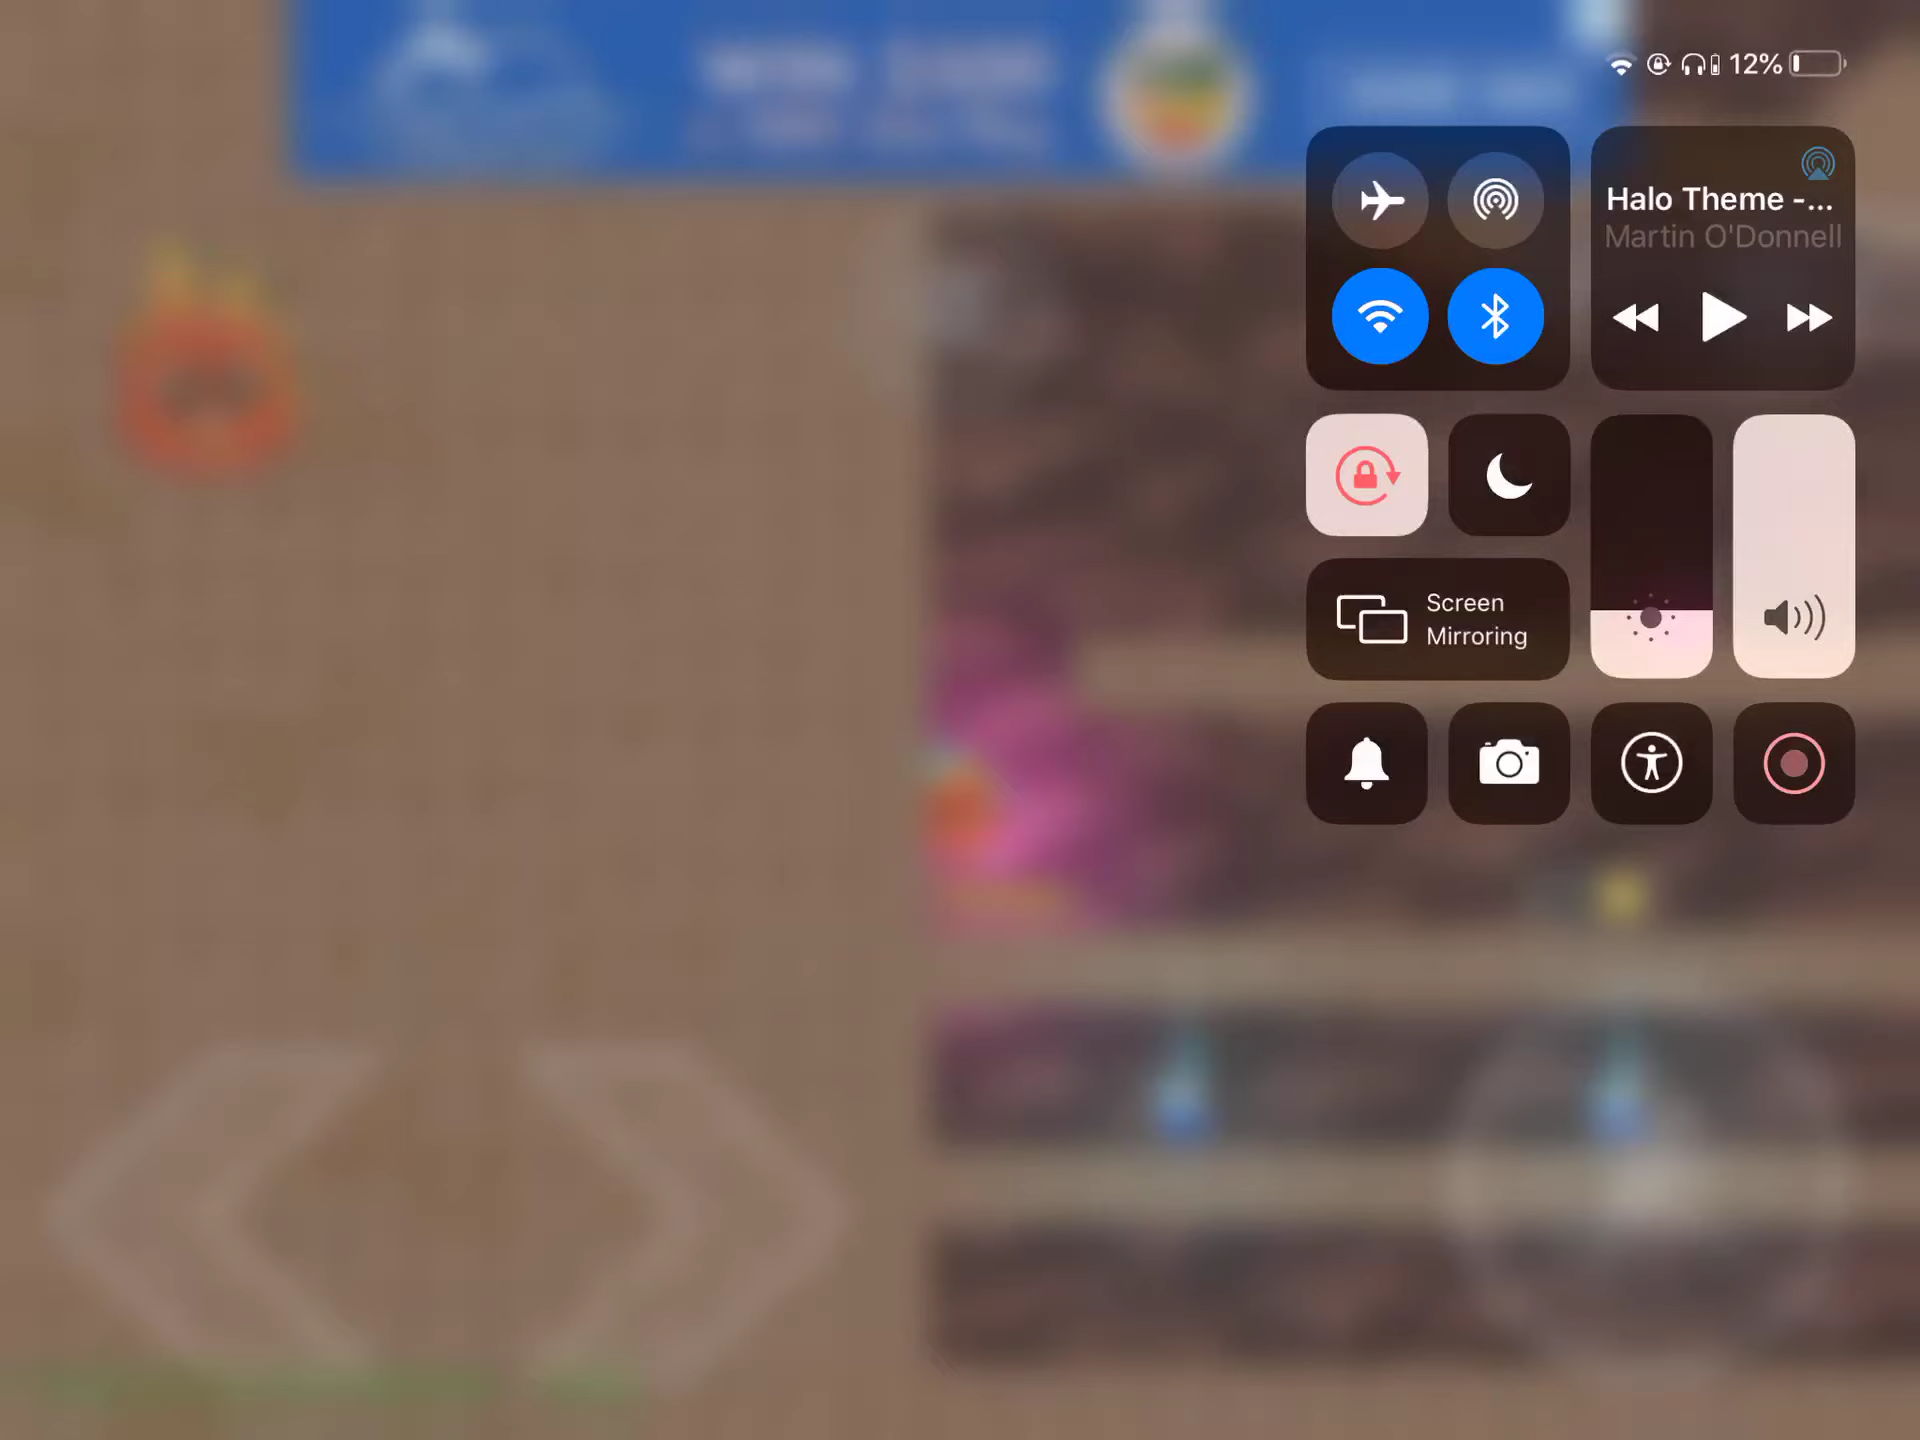 12%
Halo Theme -...
Martin O'Donnell
Screen
Mirroring